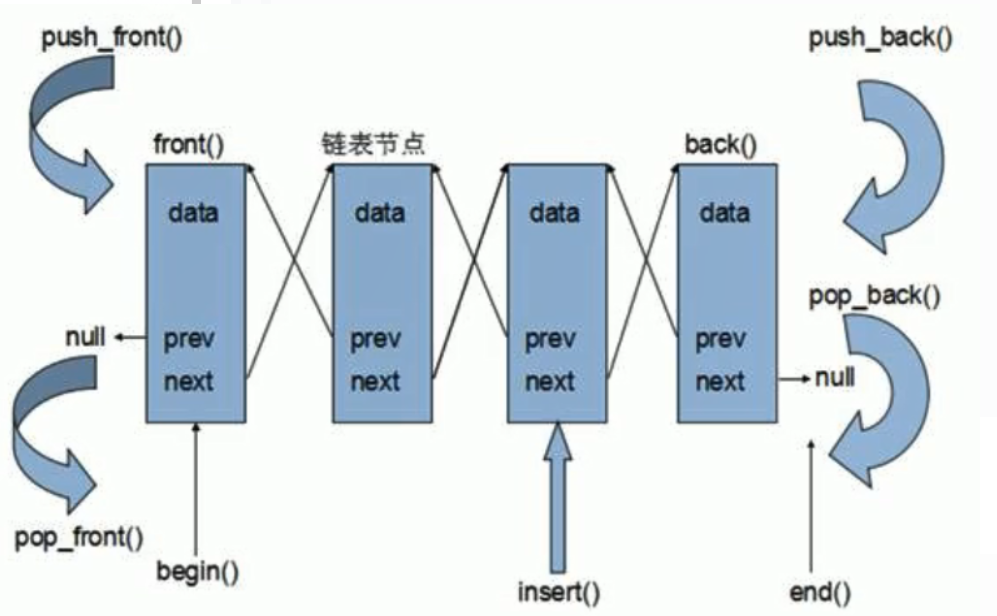 push_front()
push_back()
front()
链表节点
back()
data
data
data
data
pop_back()
null
prev
prev
prev
prev
next
next
next
next
null
pop_front()
begin()
insert()
end()